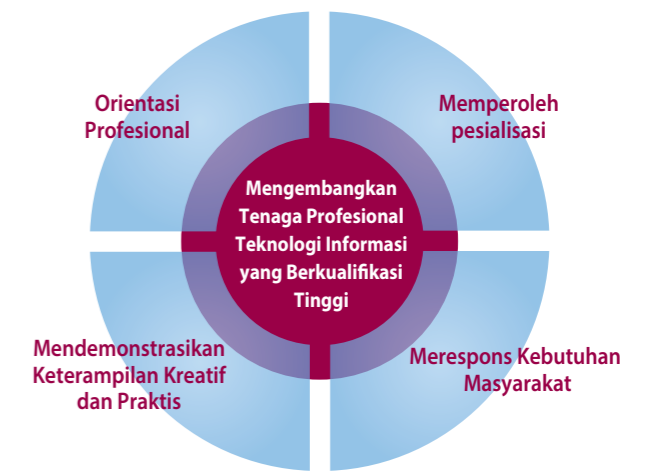 Orientasi
Profesional
Memperoleh
pesialisasi
Mengembangkan
Tenaga Profesional
Teknologi Informasi
yang Berkualifikasi
Tinggi
Mendemonstrasikan
Keterampilan Kreatif
dan Praktis
Merespons Kebutuhan
Masyarakat